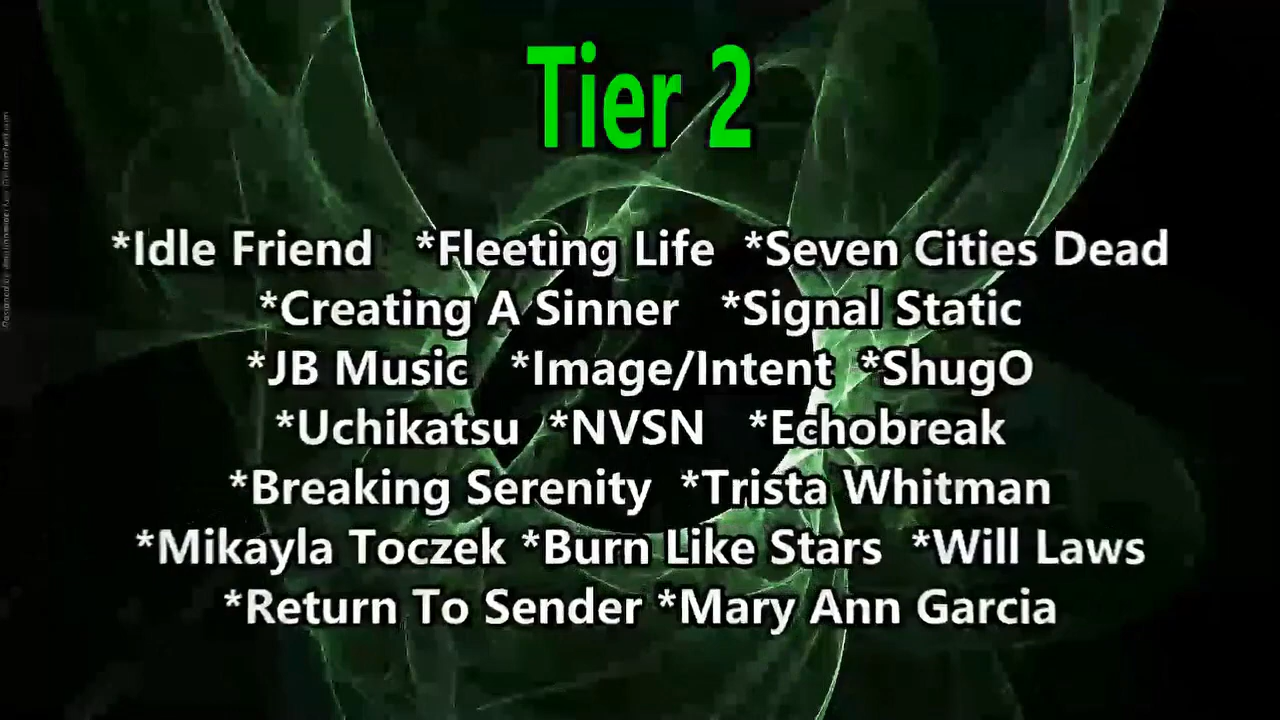 Tier 2
*Idle Friend *Fleeting Life *Seven Cities Dead
*Creating A Sinner *Signal Static
*JB Music *Image/Intent *ShugO
*Uchikatsu *NVSN *Echobreak
*Breaking Serenity *Trista Whitman
*Mikayla Toczek *Burn Like Stars *Will Laws
*Return To Sender *Mary Ann Garcia